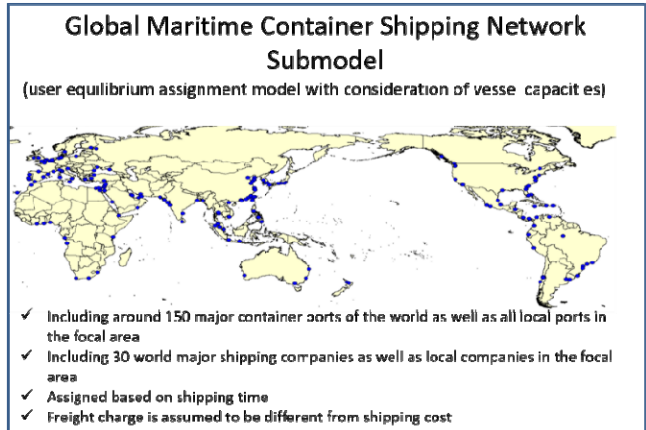 Global Maritime Container Shipping Network
Submodel
(user equilibrium assignment model with consideration of vesse capacit es)
✓ Including around 150 major container ports of the world as well as all local ports in
the focal area
✓ Including 30 world major shipping companies as well as local companies in the focal
area
✓ Assigned based on shipping time
✓ Freight charge is assumed to be different from shipping cost